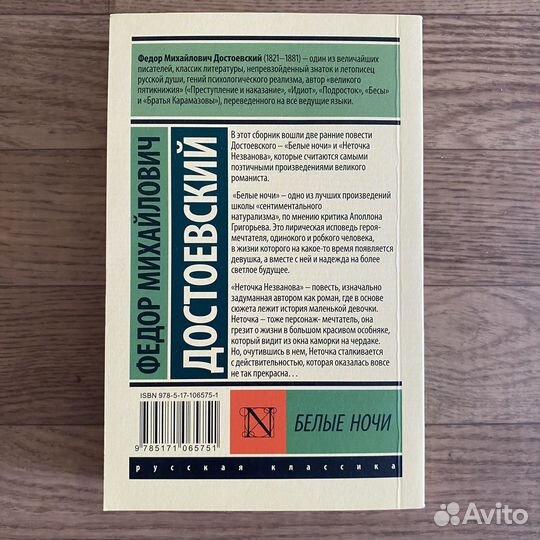 Федор Михайлович Достоевский (1821–1881) – один из величайших
писателей, классик литературы, непревзойденный знаток и летописец
русской души, гений психологического реализма, автор «великого
пятикнижия» («Преступление и наказание», «Идиот», «Подросток», «Бесы»
и «Братья Карамазовы»), переведенного на все ведущие языки.
ФЕДОР МИХАЙЛОВИЧ
ДОСТОЕВСКИЙ
В этот сборник вошли две ранние повести
Достоевского – «Белые ночи» и «Неточка
Незванова», которые считаются самыми
поэтичными произведениями великого
романиста.
«Белые ночи» – одно из лучших произведений
школы «сентиментального
натурализма», по мнению критика Аполлона
Григорьева. Это лирическая исповедь героя-
мечтателя, одинокого и робкого человека,
в жизни которого на какое-то время появляется
девушка, а вместе с ней и надежда на более
светлое будущее.
«Неточка Незванова» – повесть, изначально
задуманная автором как роман, где в основе
сюжета лежит история маленькой девочки.
Неточка – тоже персонаж- мечтатель, она
грезит о жизни в большом красивом особняке,
который видит из окна каморки на чердаке.
Но, очутившись в нем, Неточка сталкивается
с действительностью, которая оказалась вовсе
не так прекрасна…
ISBN 978-5-17-106575-1
9 785171 065751
N
БЕЛЫЕ НОЧИ
русская классика
Avito